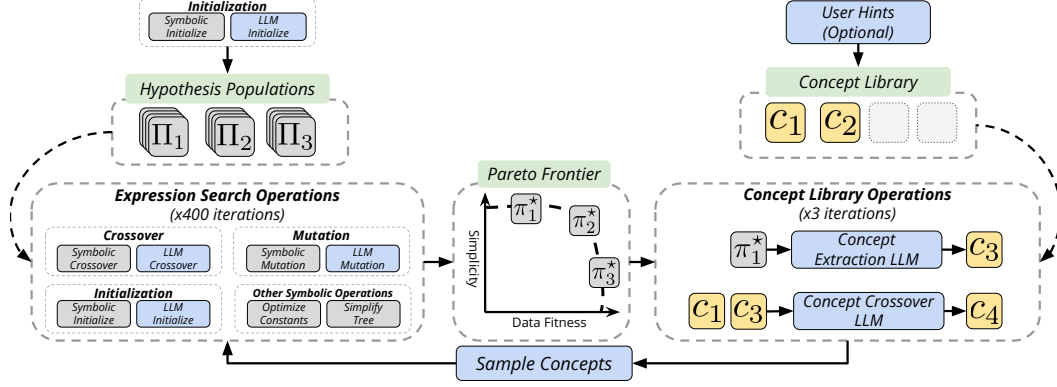 Initialization
Symbolic Initialize
LLM Initialize
Hypothesis Populations
Π1
Π2
Π3
User Hints
(Optional)
Concept Library
c1
c2
Expression Search Operations
(x400 iterations)
Crossover
Symbolic Crossover
LLM Crossover
Mutation
Symbolic Mutation
LLM Mutation
Initialization
Symbolic Initialize
LLM Initialize
Other Symbolic Operations
Optimize Constants
Simplify Tree
Pareto Frontier
Simplicity
π1⋆
π2⋆
π3⋆
Data Fitness
Concept Library Operations
(x3 iterations)
π1⋆
Concept
Extraction LLM
c3
c1
c3
Concept Crossover
LLM
c4
Sample Concepts